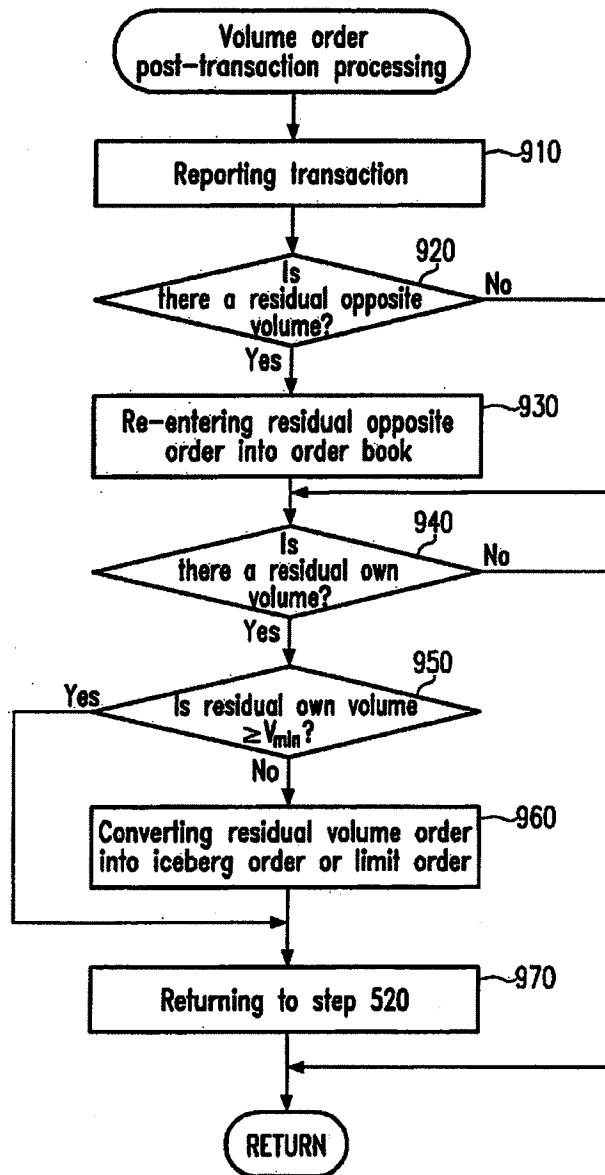 Volume order
post-transaction processing
910
Reporting transaction
920
Is
there a residual opposite
volume?
No
Yes
930
Re-entering residual opposite
order into order book
940
Is
there a residual own
volume?
No
Yes
950
Yes
Is residual own volume
≥Vmin?
No
960
Converting residual volume order
into iceberg order or limit order
970
Returning to step 520
RETURN